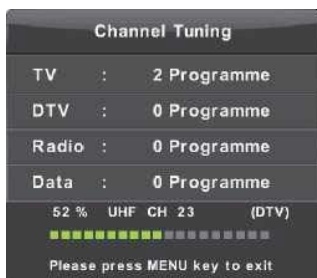 Channel Tuning
TV : 2 Programme
DTV : 0 Programme
Radio : 0 Programme
Data : 0 Programme
52 % UHF CH 23 (DTV)
Please press MENU key to exit